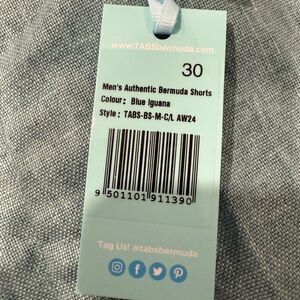 www.TABSbermuda.com
30
Men's Authentic Bermuda Shorts
Colour: Blue Iguana
Style : TABS-BS-M-C/L AW24
9 501101 911390
Tag Us! @tabsbermuda